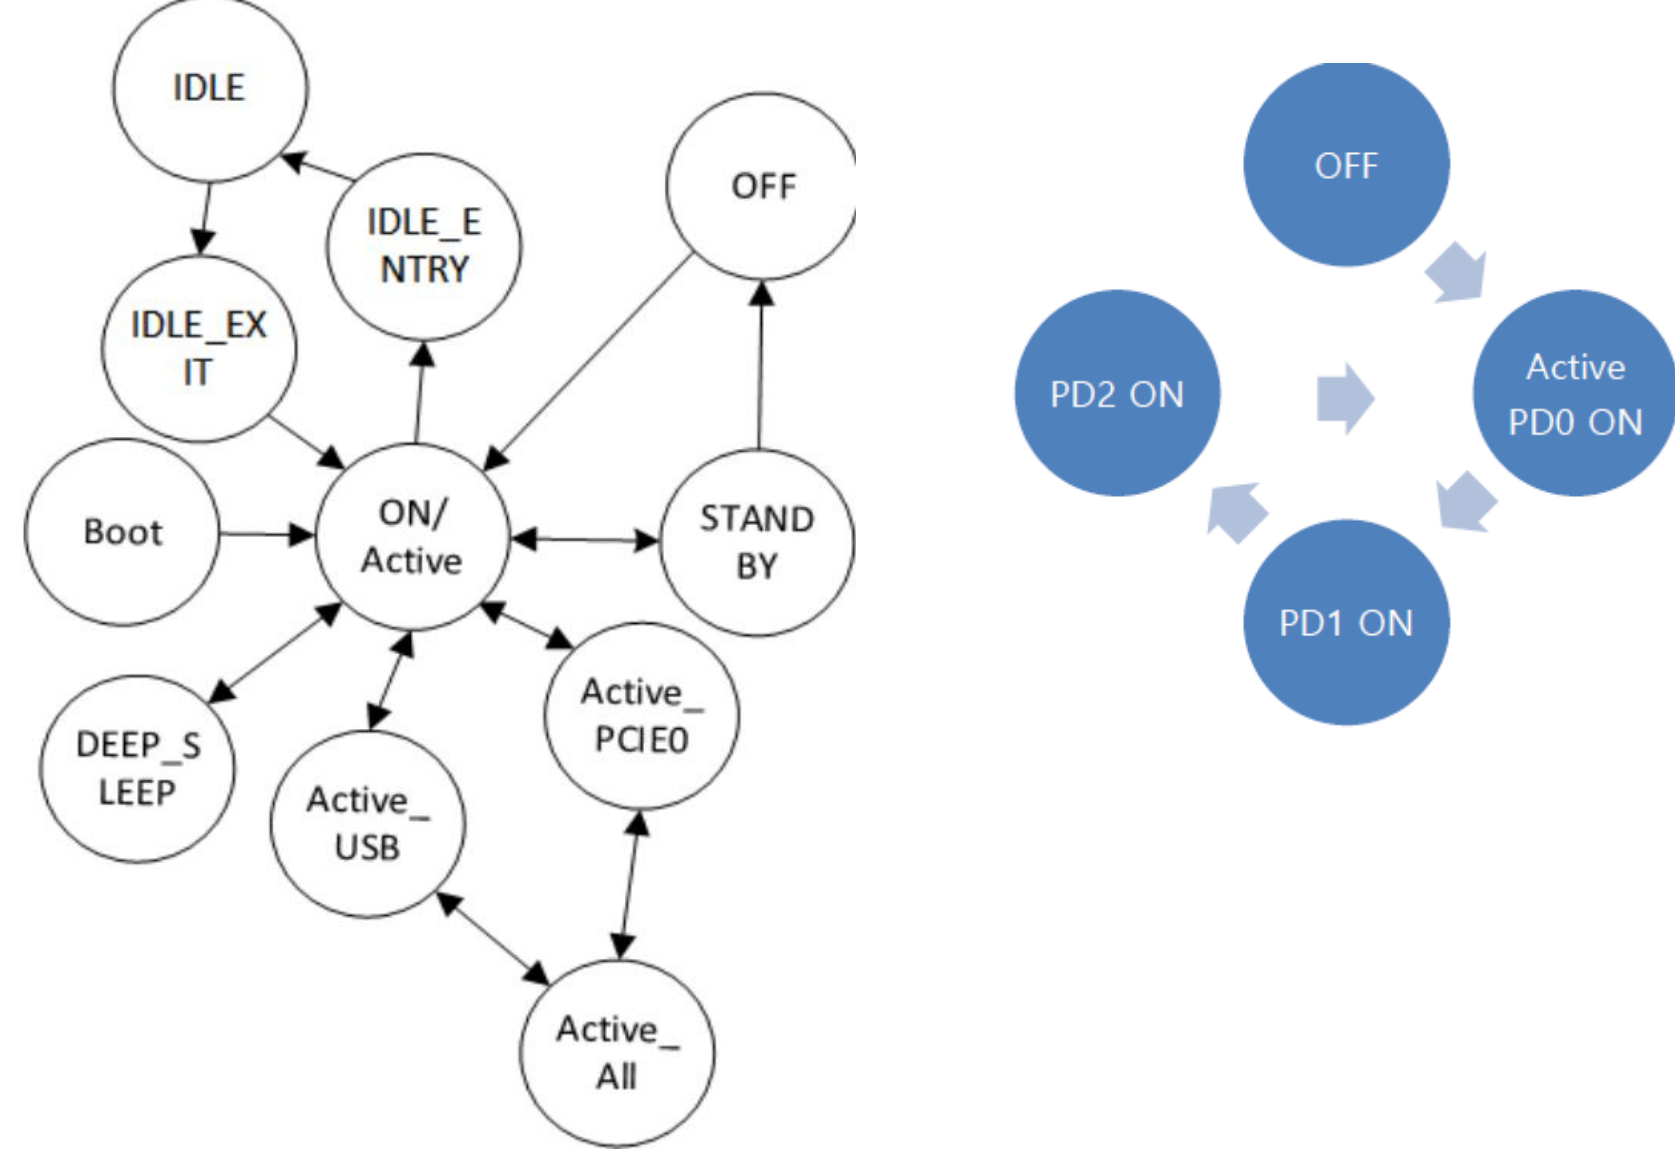 IDLE
IDLE_E
NTRY
OFF
IDLE_EX
IT
Boot
ON/
Active
STAND
BY
DEEP_S
LEEP
Active_
USB
Active_
PCIE0
Active_
All
OFF
PD2 ON
Active
PD0 ON
PD1 ON